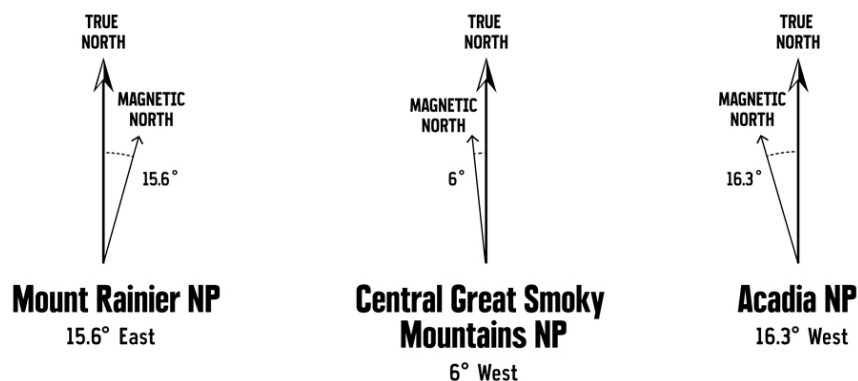 TRUE
NORTH
MAGNETIC
NORTH
15.6°
Mount Rainier NP
15.6° East
TRUE
NORTH
MAGNETIC
NORTH
6°
Central Great Smoky
Mountains NP
6° West
TRUE
NORTH
MAGNETIC
NORTH
16.3°
Acadia NP
16.3° West